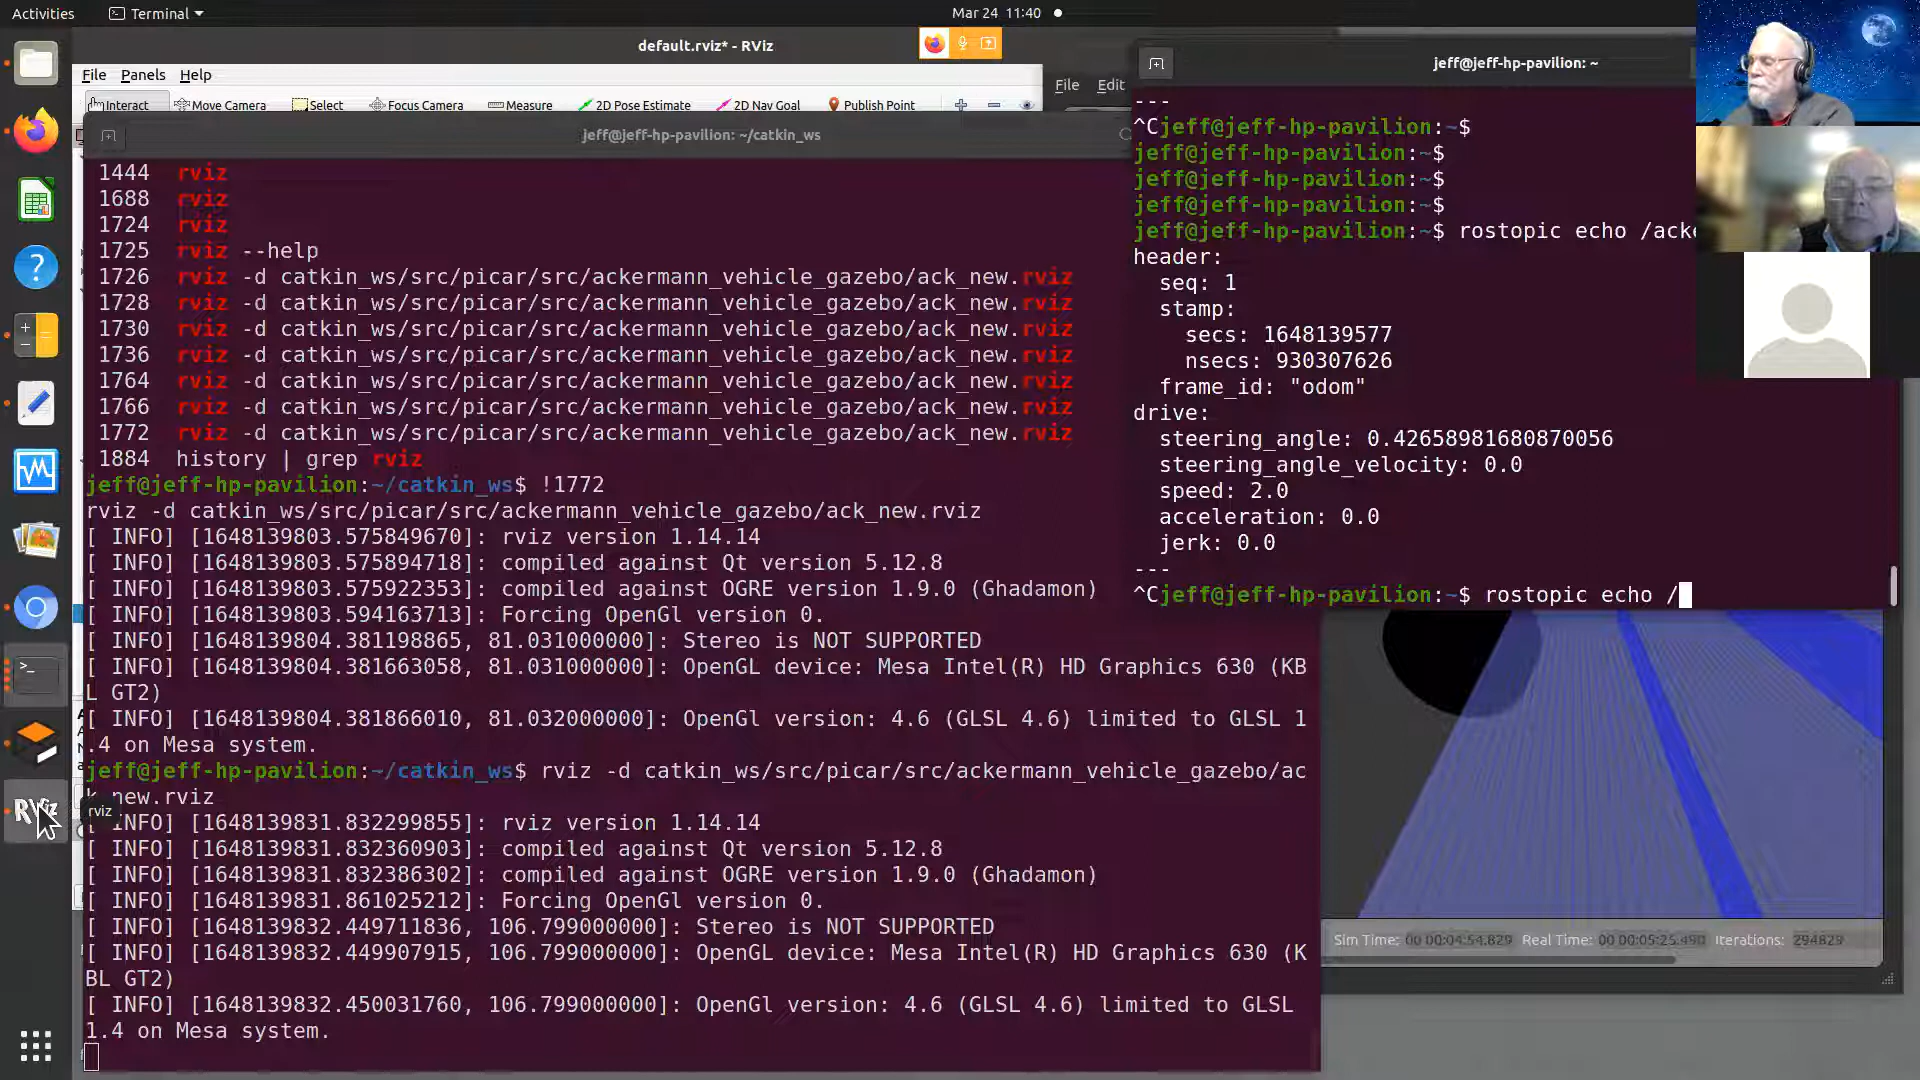 Activities
Terminal
Mar 24 11:40
default.rviz* - RViz
File Panels Help
Interact Move Camera Select Focus Camera Measure 2D Pose Estimate 2D Nav Goal Publish Point
jeff@jeff-hp-pavilion: ~/catkin_ws
1444 rviz
1688 rviz
1724 rviz
1725 rviz --help
1726 rviz -d catkin_ws/src/picar/src/ackermann_vehicle_gazebo/ack_new.rviz
1728 rviz -d catkin_ws/src/picar/src/ackermann_vehicle_gazebo/ack_new.rviz
1730 rviz -d catkin_ws/src/picar/src/ackermann_vehicle_gazebo/ack_new.rviz
1736 rviz -d catkin_ws/src/picar/src/ackermann_vehicle_gazebo/ack_new.rviz
1764 rviz -d catkin_ws/src/picar/src/ackermann_vehicle_gazebo/ack_new.rviz
1766 rviz -d catkin_ws/src/picar/src/ackermann_vehicle_gazebo/ack_new.rviz
1772 rviz -d catkin_ws/src/picar/src/ackermann_vehicle_gazebo/ack_new.rviz
1884 history | grep rviz
jeff@jeff-hp-pavilion:~/catkin_ws$ !1772
rviz -d catkin_ws/src/picar/src/ackermann_vehicle_gazebo/ack_new.rviz
[ INFO] [1648139803.575849670]: rviz version 1.14.14
[ INFO] [1648139803.575894718]: compiled against Qt version 5.12.8
[ INFO] [1648139803.575922353]: compiled against OGRE version 1.9.0 (Ghadamon)
[ INFO] [1648139803.594163713]: Forcing OpenGl version 0.
[ INFO] [1648139804.381198865, 81.031000000]: Stereo is NOT SUPPORTED
[ INFO] [1648139804.381663058, 81.031000000]: OpenGL device: Mesa Intel(R) HD Graphics 630 (KB
L GT2)
[ INFO] [1648139804.381866010, 81.032000000]: OpenGl version: 4.6 (GLSL 4.6) limited to GLSL 1
.4 on Mesa system.
jeff@jeff-hp-pavilion:~/catkin_ws$ rviz -d catkin_ws/src/picar/src/ackermann_vehicle_gazebo/ac
k_new.rviz
[ INFO] [1648139831.832299855]: rviz version 1.14.14
[ INFO] [1648139831.832360903]: compiled against Qt version 5.12.8
[ INFO] [1648139831.832386302]: compiled against OGRE version 1.9.0 (Ghadamon)
[ INFO] [1648139831.861025212]: Forcing OpenGl version 0.
[ INFO] [1648139832.449711836, 106.799000000]: Stereo is NOT SUPPORTED
[ INFO] [1648139832.449907915, 106.799000000]: OpenGL device: Mesa Intel(R) HD Graphics 630 (K
BL GT2)
[ INFO] [1648139832.450031760, 106.799000000]: OpenGl version: 4.6 (GLSL 4.6) limited to GLSL
1.4 on Mesa system.
RViz
rviz
File Edit
jeff@jeff-hp-pavilion: ~
---
^Cjeff@jeff-hp-pavilion:~$
jeff@jeff-hp-pavilion:~$
jeff@jeff-hp-pavilion:~$
jeff@jeff-hp-pavilion:~$
jeff@jeff-hp-pavilion:~$ rostopic echo /acke
header:
seq: 1
stamp:
secs: 1648139577
nsecs: 930307626
frame_id: "odom"
drive:
steering_angle: 0.42658981680870056
steering_angle_velocity: 0.0
speed: 2.0
acceleration: 0.0
jerk: 0.0
---
^Cjeff@jeff-hp-pavilion:~$ rostopic echo /
Sim Time: 00 00:04:54.829 Real Time: 00 00:05:25.490 Iterations: 294829